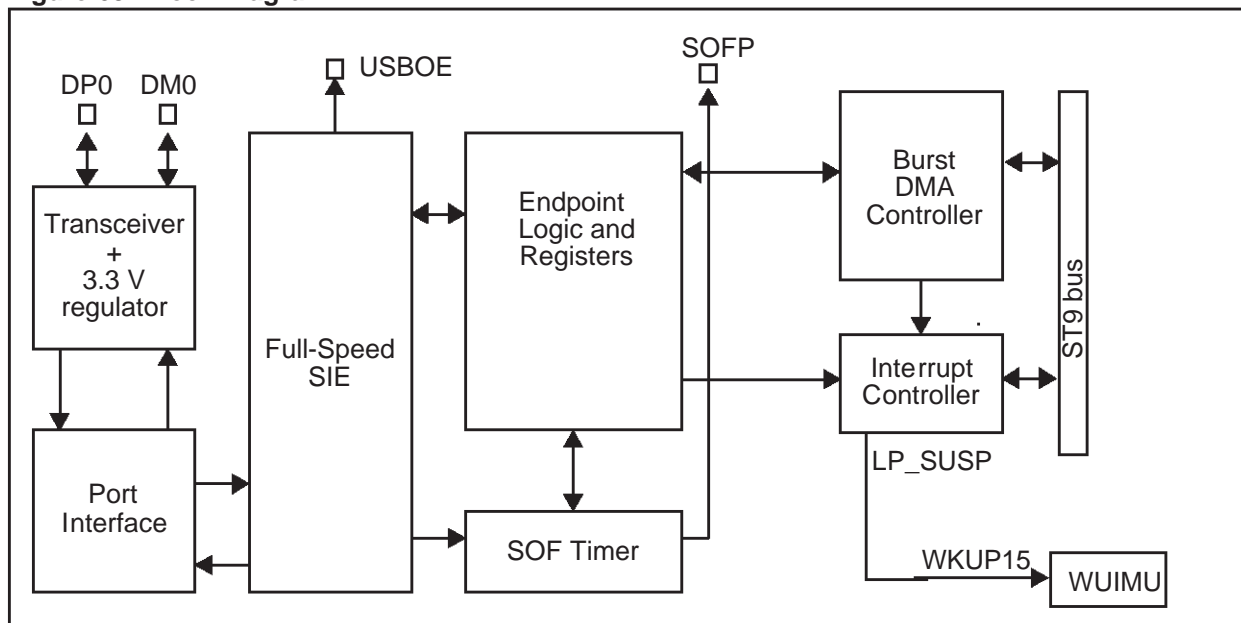 SOFP
USBOE
DP0 DM0
Burst
DMA
Controller
Transceiver
+
3.3 V
regulator
Endpoint
Logic and
Registers
ST9 bus
Full-Speed
SIE
Interrupt
Controller
LP_SUSP
Port
Interface
SOF Timer
WKUP15
WUIMU